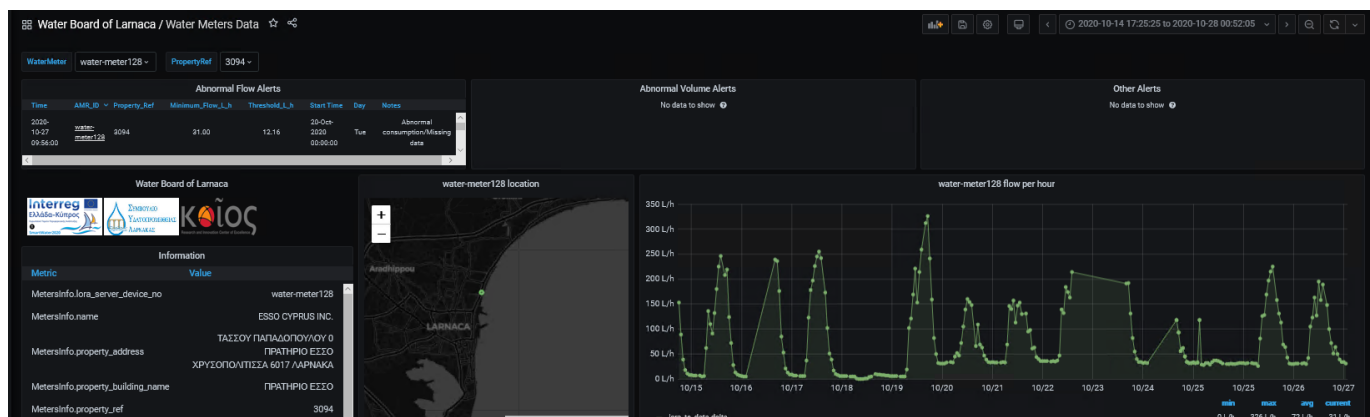 Water Board of Larnaca / Water Meters Data
2020-10-14 17:25:25 to 2020-10-28 00:52:05
WaterMeter water-meter128 PropertyRef 3094
Abnormal Flow Alerts
Time AMR_ID Property_Ref Minimum_Flow_L_h Threshold_L_h Start Time Day Notes
2020-10-27 09:56:00 water-meter128 3094 31.00 12.16 20-Oct-2020 00:00:00 Tue Abnormal consumption/Missing data
Abnormal Volume Alerts
No data to show
Other Alerts
No data to show
Water Board of Larnaca
Interreg
Ελλάδα-Κύπρος
ΣΥΜΒΟΥΛΙΟ
ΥΔΑΤΟΠΡΟΜΗΘΕΙΑΣ
ΛΑΡΝΑΚΑΣ
ΚΟΙΟΣ
Information
Metric Value
MetersInfo.lora_server_device_no water-meter128
MetersInfo.name ESSO CYPRUS INC.
MetersInfo.property_address ΤΑΣΣΟΥ ΠΑΠΑΔΟΠΟΥΛΟΥ 0
ΠΡΑΤΗΡΙΟ ΕΣΣΟ
ΧΡΥΣΟΠΟΛΙΤΙΣΣΑ 6017 ΛΑΡΝΑΚΑ
MetersInfo.property_building_name ΠΡΑΤΗΡΙΟ ΕΣΣΟ
MetersInfo.property_ref 3094
water-meter128 location
+
−
Aradhippou
LARNACA
water-meter128 flow per hour
350 L/h
300 L/h
250 L/h
200 L/h
150 L/h
100 L/h
50 L/h
0 L/h
10/15 10/16 10/17 10/18 10/19 10/20 10/21 10/22 10/23 10/24 10/25 10/25 10/26 10/27
min max avg current